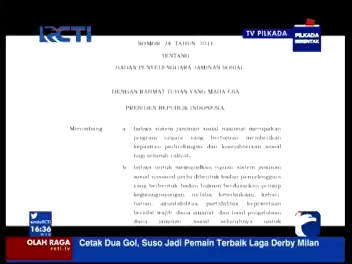 RCTI
TV PILKADA
PILKADA
SERENTAK
NOMOR 24 TAHUN 2011
TENTANG
BADAN PENYELENGGARA JAMINAN SOSIAL
DENGAN RAHMAT TUHAN YANG MAHA ESA
PRESIDEN REPUBLIK INDONESIA,
Menimbang
a. bahwa sistem jaminan sosial nasional merupakan
program negara yang bertujuan memberikan
kepastian perlindungan dan kesejahteraan sosial
bagi seluruh rakyat,
b. bahwa untuk mewujudkan tujuan sistem jaminan
sosial nasional perlu dibentuk badan penyelenggara
yang berbentuk badan hukum berdasarkan prinsip
kegotongroyongan, nirlaba, keterbukaan, kehati-
hatian, akuntabilitas, portabilitas, kepesertaan
bersifat wajib, dana amanat, dan hasil pengelolaan
dana jaminan sosial seluruhnya untuk
16:36
OLAH RAGA
rcti.tv
Cetak Dua Gol, Suso Jadi Pemain Terbaik Laga Derby Milan